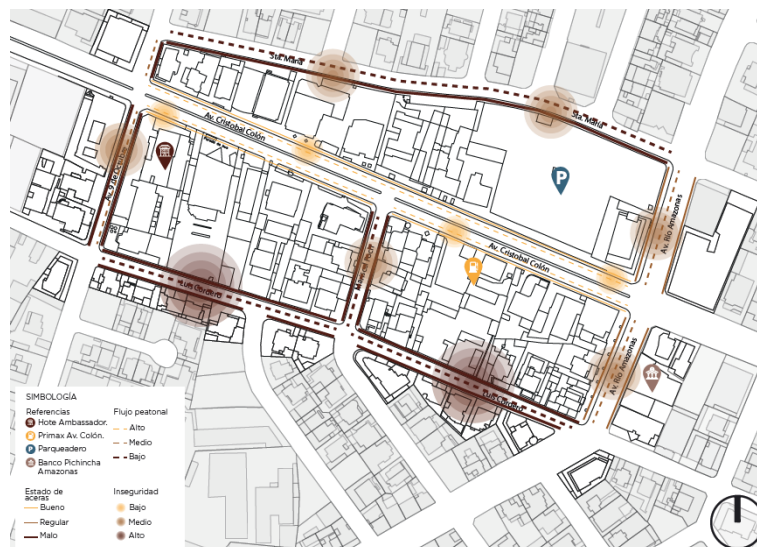 Sta. María
Sta. María
Av. Cristobal Colón
Av. 9 de Octubre
Av. Río Amazonas
Av. Cristobal Colón
Luis Cordero
Av. Río Amazonas
Luis Cordero
SIMBOLOGÍA
Referencias
Hote Ambassador.
Primax Av. Colón.
Parqueadero
Banco Pichincha
Amazonas
Flujo peatonal
Alto
Medio
Bajo
Estado de
aceras
Bueno
Regular
Malo
Inseguridad
Bajo
Medio
Alto
P
P